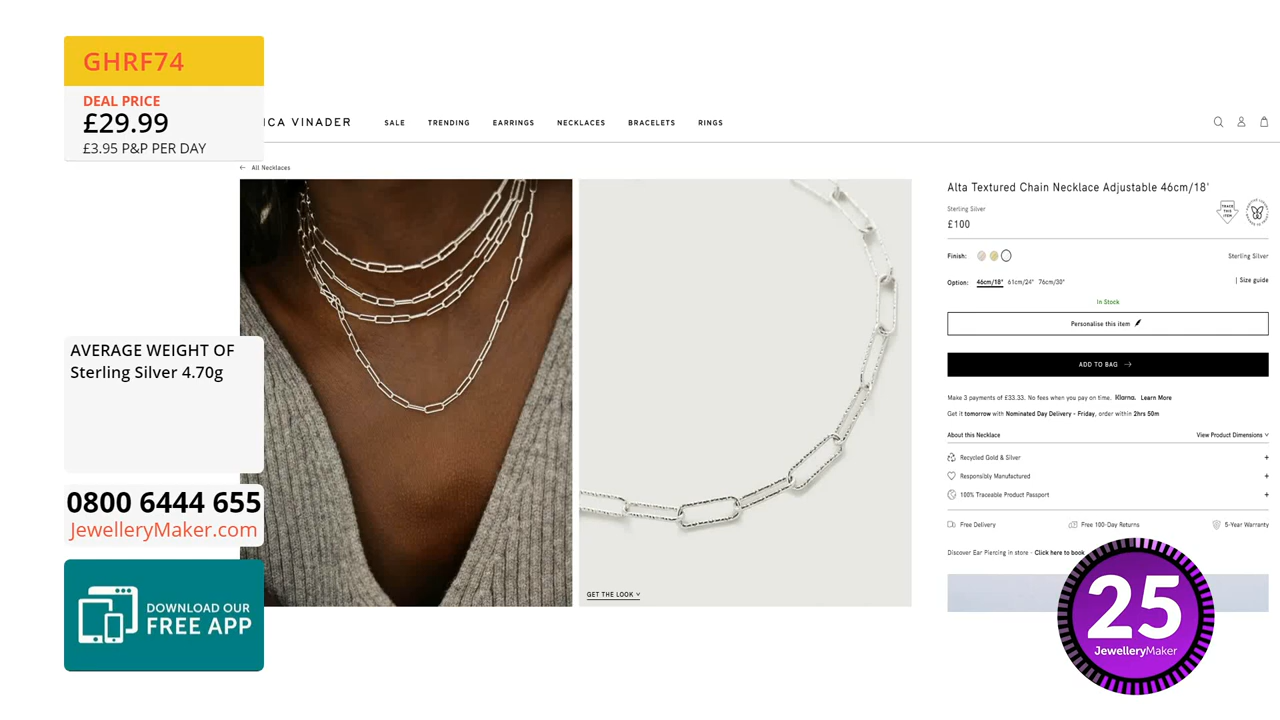 GHRF74
DEAL PRICE
£29.99
£3.95 P&P PER DAY
ICA VINADER
SALE TRENDING EARRINGS NECKLACES BRACELETS RINGS
← All Necklaces
AVERAGE WEIGHT OF
Sterling Silver 4.70g
0800 6444 655
JewelleryMaker.com
DOWNLOAD OUR
FREE APP
GET THE LOOK
Alta Textured Chain Necklace Adjustable 46cm/18'
Sterling Silver
£100
TRACE
THIS
ITEM
Finish: Sterling Silver
Option: 46cm/18" 61cm/24" 76cm/30" | Size guide
In Stock
Personalise this item
ADD TO BAG →
Make 3 payments of £33.33. No fees when you pay on time. Klarna. Learn More
Get it tomorrow with Nominated Day Delivery - Friday, order within 2hrs 50m
About this Necklace View Product Dimensions
Recycled Gold & Silver +
Responsibly Manufactured +
100% Traceable Product Passport +
Free Delivery Free 100-Day Returns 5-Year Warranty
Discover Ear Piercing in store - Click here to book
25
JewelleryMaker